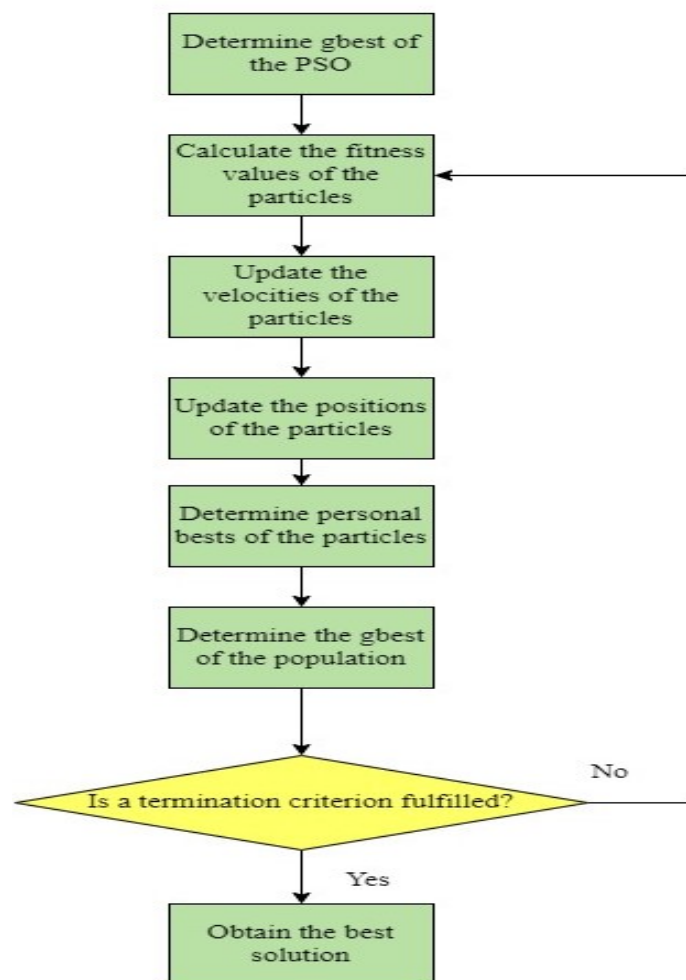 Determine gbest of
the PSO
Calculate the fitness
values of the
particles
Update the
velocities of the
particles
Update the positions
of the particles
Determine personal
bests of the particles
Determine the gbest
of the population
Is a termination criterion fulfilled?
No
Yes
Obtain the best
solution